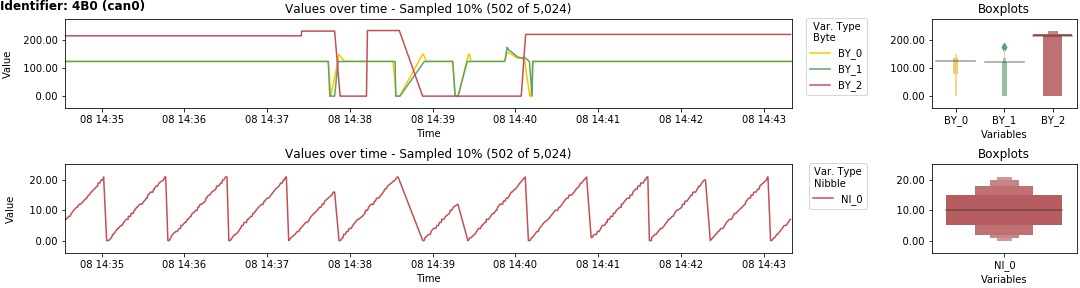 Identifier: 4B0 (can0)
Values over time - Sampled 10% (502 of 5,024)
Value
200.00
100.00
0.00
08 14:35 08 14:36 08 14:37 08 14:38 08 14:39 08 14:40 08 14:41 08 14:42 08 14:43
Time
Var. Type
Byte
BY_0
BY_1
BY_2
Boxplots
200.00
100.00
0.00
BY_0 BY_1 BY_2
Variables
Values over time - Sampled 10% (502 of 5,024)
Value
20.00
10.00
0.00
08 14:35 08 14:36 08 14:37 08 14:38 08 14:39 08 14:40 08 14:41 08 14:42 08 14:43
Time
Var. Type
Nibble
NI_0
Boxplots
20.00
10.00
0.00
NI_0
Variables